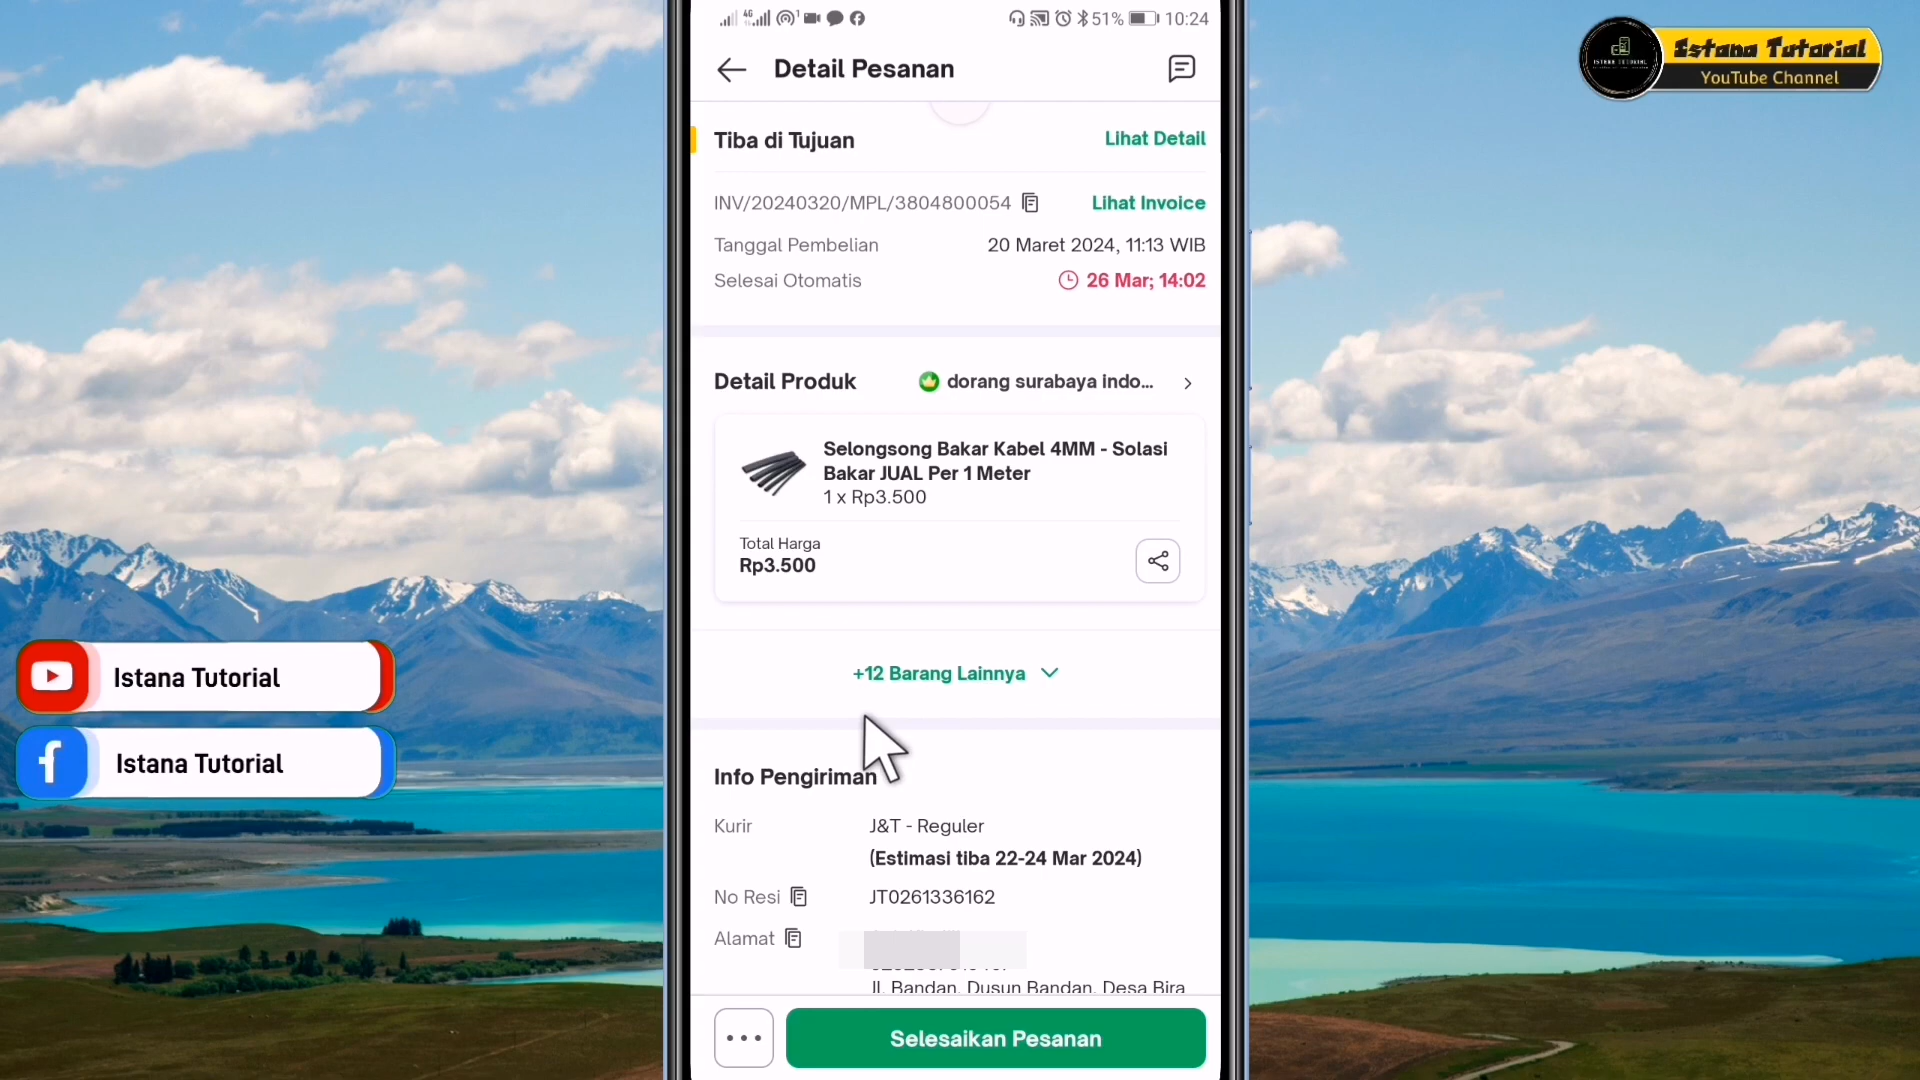 4G
1
51%
10:24
Detail Pesanan
Istana Tutorial
YouTube Channel
ISTANA TUTORIAL
Tiba di Tujuan
Lihat Detail
INV/20240320/MPL/3804800054
Lihat Invoice
Tanggal Pembelian
20 Maret 2024, 11:13 WIB
Selesai Otomatis
26 Mar; 14:02
Detail Produk
dorang surabaya indo...
Selongsong Bakar Kabel 4MM - Solasi
Bakar JUAL Per 1 Meter
1 x Rp3.500
Total Harga
Rp3.500
+12 Barang Lainnya
Istana Tutorial
Istana Tutorial
Info Pengiriman
Kurir
J&T - Reguler
(Estimasi tiba 22-24 Mar 2024)
No Resi
JT0261336162
Alamat
Jl. Bandan, Dusun Bandan, Desa Bira
Selesaikan Pesanan